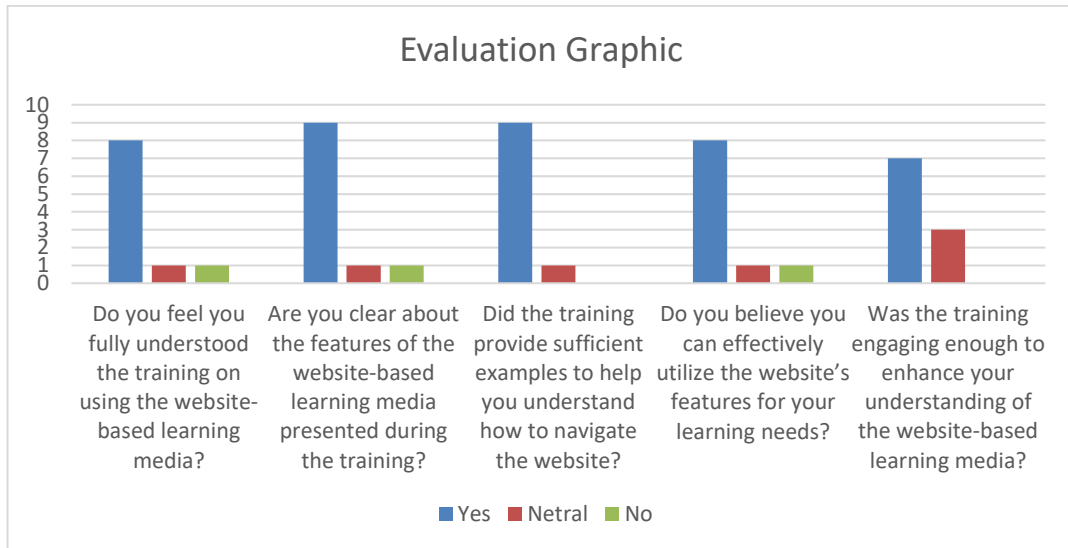 Evaluation Graphic
10
9
8
7
6
5
4
3
2
1
0
Do you feel you
fully understood
the training on
using the website-
based learning
media?
Are you clear about
the features of the
website-based
learning media
presented during
the training?
Did the training
provide sufficient
examples to help
you understand
how to navigate
the website?
Do you believe you
can effectively
utilize the website’s
features for your
learning needs?
Was the training
engaging enough to
enhance your
understanding of
the website-based
learning media?
Yes Netral No